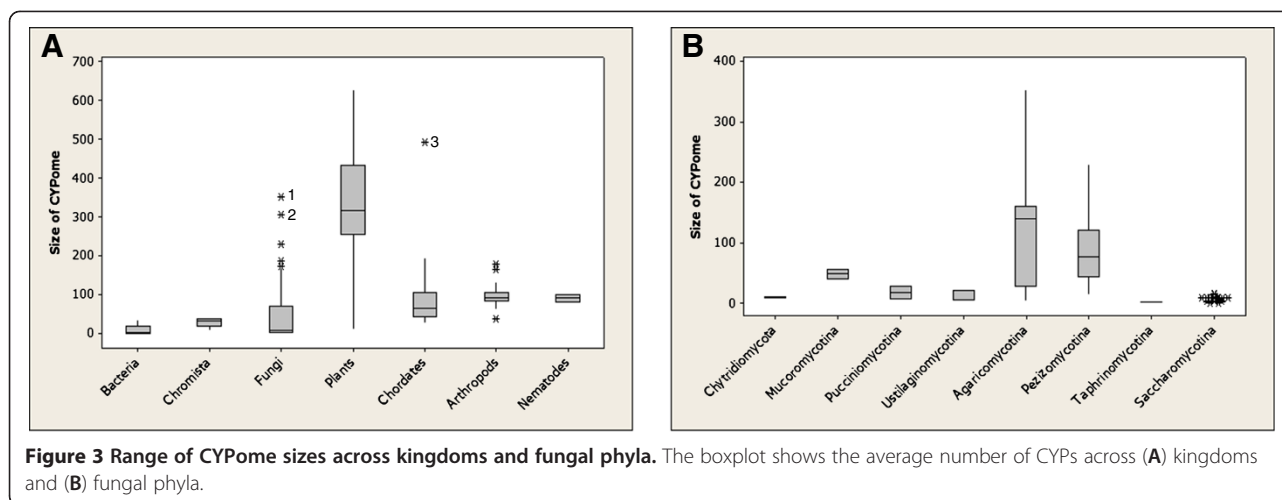 A
Size of CYPome
700
600
500
400
300
200
100
0
1
2
3
Bacteria
Chromista
Fungi
Plants
Chordates
Arthropods
Nematodes
B
Size of CYPome
400
300
200
100
0
Chytridiomycota
Mucoromycotina
Pucciniomycotina
Ustilaginomycotina
Agaricomycotina
Pezizomycotina
Taphrinomycotina
Saccharomycotina
Figure 3 Range of CYPome sizes across kingdoms and fungal phyla. The boxplot shows the average number of CYPs across (A) kingdoms
and (B) fungal phyla.